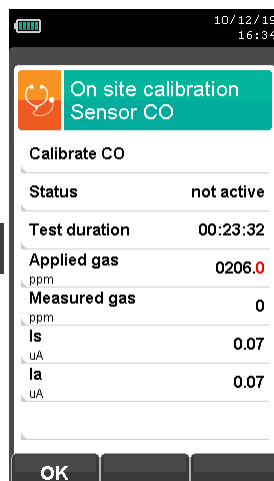 10/12/19
16:34
On site calibration
Sensor CO
Calibrate CO
Status not active
Test duration 00:23:32
Applied gas 0206.0
ppm
Measured gas 0
ppm
Is 0.07
uA
Ia 0.07
uA
OK